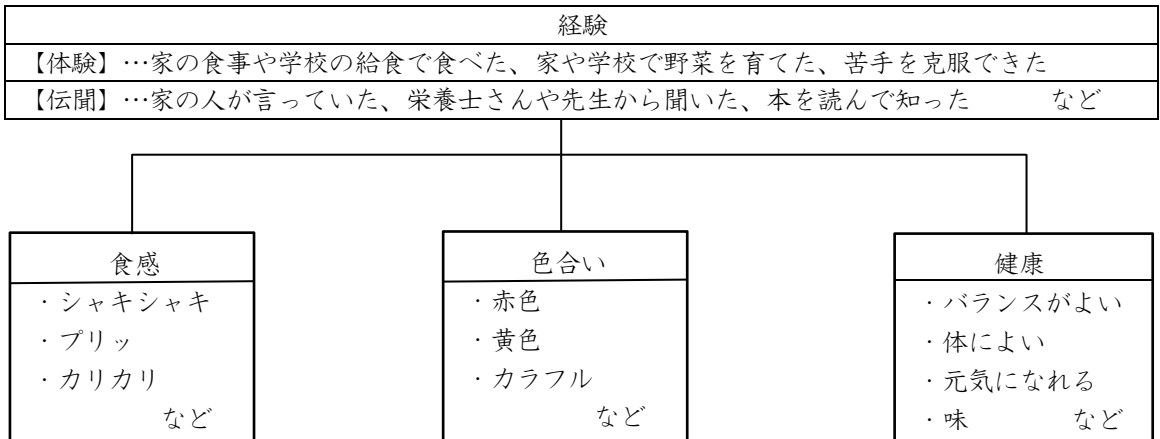 経験
【体験】…家の食事や学校の給食で食べた、家や学校で野菜を育てた、苦手を克服できた
【伝聞】…家の人が言っていた、栄養士さんや先生から聞いた、本を読んで知った　　　など
食感
・シャキシャキ
・プリッ
・カリカリ
など
色合い
・赤色
・黄色
・カラフル
など
健康
・バランスがよい
・体によい
・元気になれる
・味　　　など